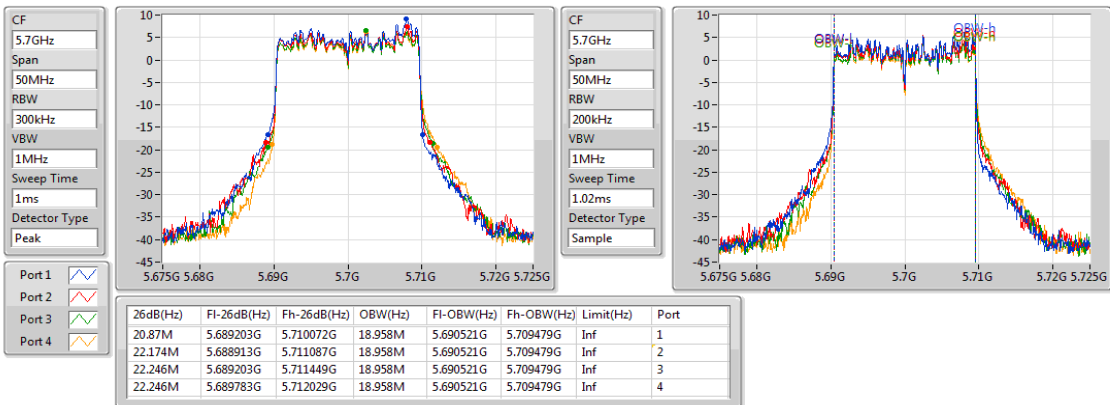 CF
5.7GHz
Span
50MHz
RBW
300kHz
VBW
1MHz
Sweep Time
1ms
Detector Type
Peak
10
5
0
-5
-10
-15
-20
-25
-30
-35
-40
-45
5.675G 5.68G 5.69G 5.7G 5.71G 5.72G 5.725G
CF
5.7GHz
Span
50MHz
RBW
200kHz
VBW
1MHz
Sweep Time
1.02ms
Detector Type
Sample
10
5
0
-5
-10
-15
-20
-25
-30
-35
-40
-45
OBW-h
5.675G 5.68G 5.69G 5.7G 5.71G 5.72G 5.725G
Port 1
Port 2
Port 3
Port 4
26dB(Hz) Fl-26dB(Hz) Fh-26dB(Hz) OBW(Hz) Fl-OBW(Hz) Fh-OBW(Hz) Limit(Hz) Port
20.87M 5.689203G 5.710072G 18.958M 5.690521G 5.709479G Inf 1
22.174M 5.688913G 5.711087G 18.958M 5.690521G 5.709479G Inf 2
22.246M 5.689203G 5.711449G 18.958M 5.690521G 5.709479G Inf 3
22.246M 5.689783G 5.712029G 18.958M 5.690521G 5.709479G Inf 4